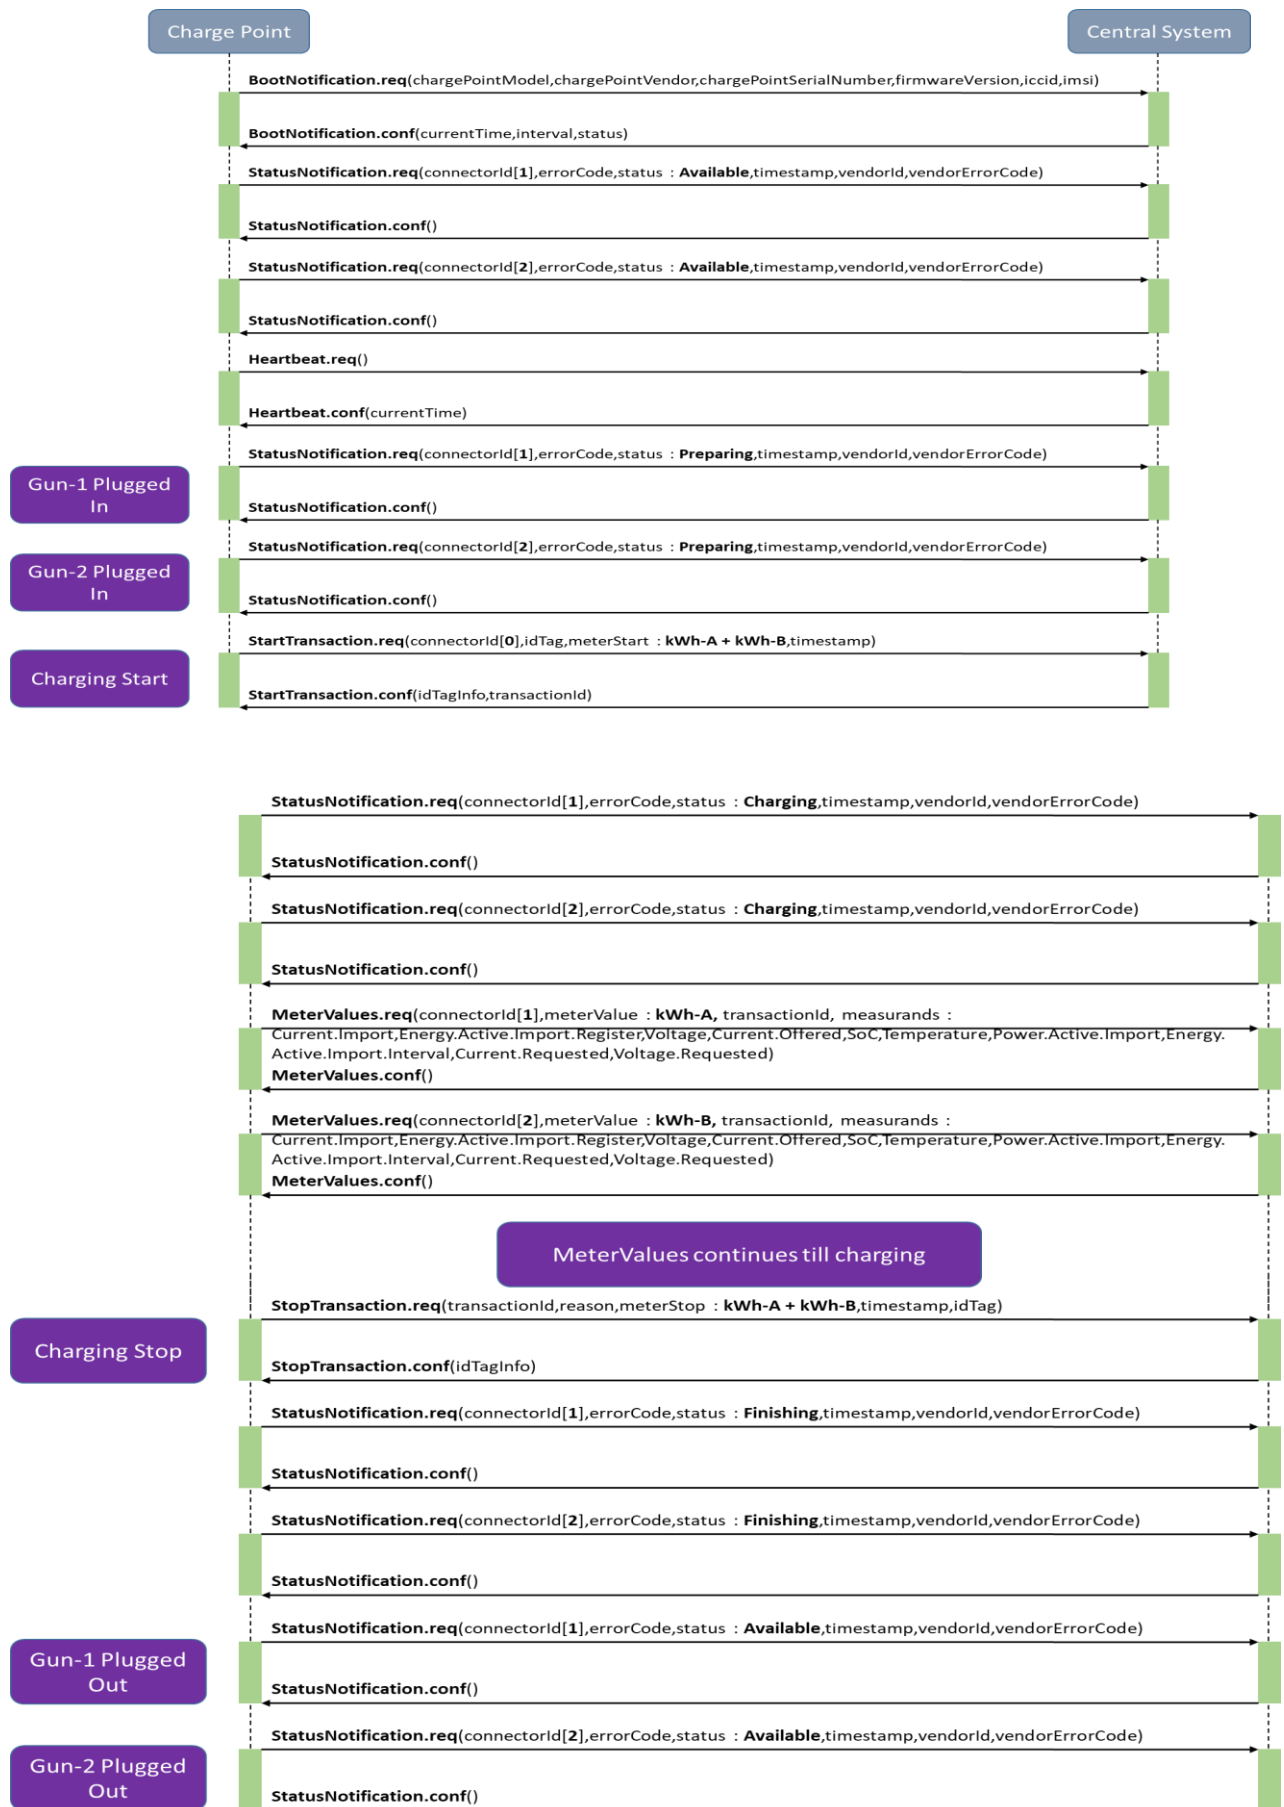 Charge Point
Central System
BootNotification.req(chargePointModel,chargePointVendor,chargePointSerialNumber,firmwareVersion,iccid,imsi)
BootNotification.conf(currentTime,interval,status)
StatusNotification.req(connectorId[1],errorCode,status : Available,timestamp,vendorId,vendorErrorCode)
StatusNotification.conf()
StatusNotification.req(connectorId[2],errorCode,status : Available,timestamp,vendorId,vendorErrorCode)
StatusNotification.conf()
Heartbeat.req()
Heartbeat.conf(currentTime)
StatusNotification.req(connectorId[1],errorCode,status : Preparing,timestamp,vendorId,vendorErrorCode)
Gun-1 Plugged
In
StatusNotification.conf()
StatusNotification.req(connectorId[2],errorCode,status : Preparing,timestamp,vendorId,vendorErrorCode)
Gun-2 Plugged
In
StatusNotification.conf()
StartTransaction.req(connectorId[0],idTag,meterStart : kWh-A + kWh-B,timestamp)
Charging Start
StartTransaction.conf(idTagInfo,transactionId)
StatusNotification.req(connectorId[1],errorCode,status : Charging,timestamp,vendorId,vendorErrorCode)
StatusNotification.conf()
StatusNotification.req(connectorId[2],errorCode,status : Charging,timestamp,vendorId,vendorErrorCode)
StatusNotification.conf()
MeterValues.req(connectorId[1],meterValue : kWh-A, transactionId, measurands :
Current.Import,Energy.Active.Import.Register,Voltage,Current.Offered,SoC,Temperature,Power.Active.Import,Energy.
Active.Import.Interval,Current.Requested,Voltage.Requested)
MeterValues.conf()
MeterValues.req(connectorId[2],meterValue : kWh-B, transactionId, measurands :
Current.Import,Energy.Active.Import.Register,Voltage,Current.Offered,SoC,Temperature,Power.Active.Import,Energy.
Active.Import.Interval,Current.Requested,Voltage.Requested)
MeterValues.conf()
MeterValues continues till charging
StopTransaction.req(transactionId,reason,meterStop : kWh-A + kWh-B,timestamp,idTag)
Charging Stop
StopTransaction.conf(idTagInfo)
StatusNotification.req(connectorId[1],errorCode,status : Finishing,timestamp,vendorId,vendorErrorCode)
StatusNotification.conf()
StatusNotification.req(connectorId[2],errorCode,status : Finishing,timestamp,vendorId,vendorErrorCode)
StatusNotification.conf()
StatusNotification.req(connectorId[1],errorCode,status : Available,timestamp,vendorId,vendorErrorCode)
Gun-1 Plugged
Out
StatusNotification.conf()
StatusNotification.req(connectorId[2],errorCode,status : Available,timestamp,vendorId,vendorErrorCode)
Gun-2 Plugged
Out
StatusNotification.conf()